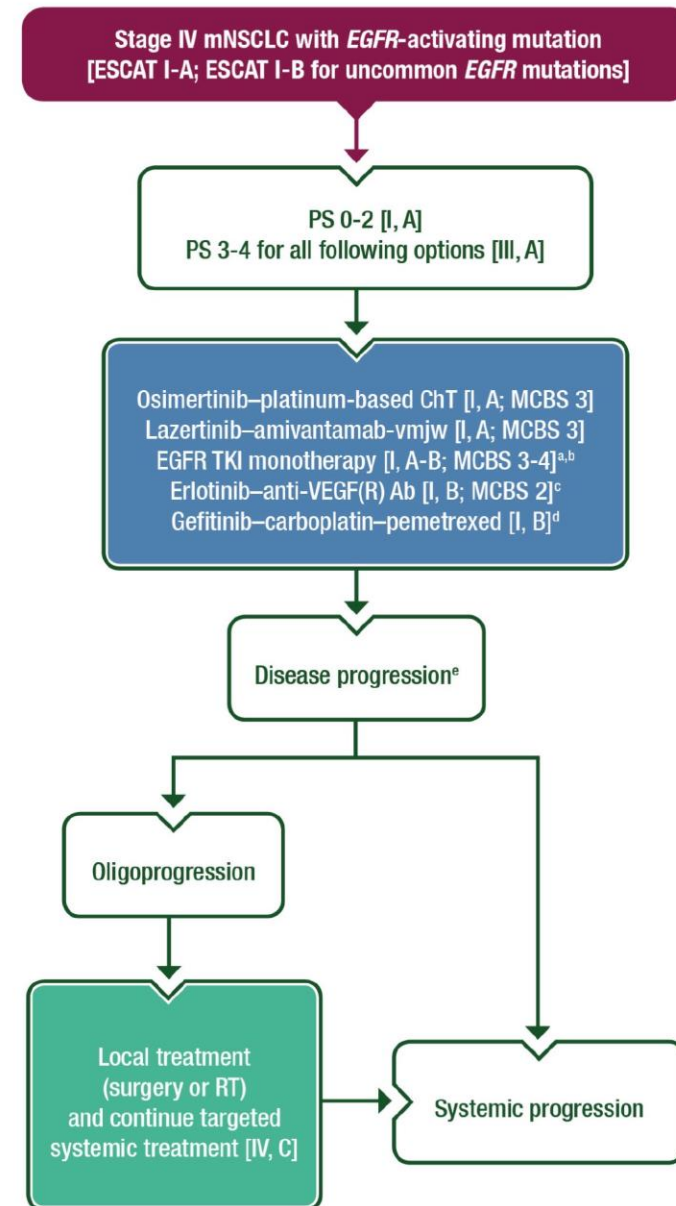 Stage IV mNSCLC with EGFR-activating mutation
[ESCAT I-A; ESCAT I-B for uncommon EGFR mutations]
PS 0-2 [I, A]
PS 3-4 for all following options [III, A]
Osimertinib–platinum-based ChT [I, A; MCBS 3]
Lazertinib–amivantamab-vmjw [I, A; MCBS 3]
EGFR TKI monotherapy [I, A-B; MCBS 3-4]a,b
Erlotinib–anti-VEGF(R) Ab [I, B; MCBS 2]c
Gefitinib–carboplatin–pemetrexed [I, B]d
Disease progressione
Oligoprogression
Local treatment
(surgery or RT)
and continue targeted
systemic treatment [IV, C]
Systemic progression